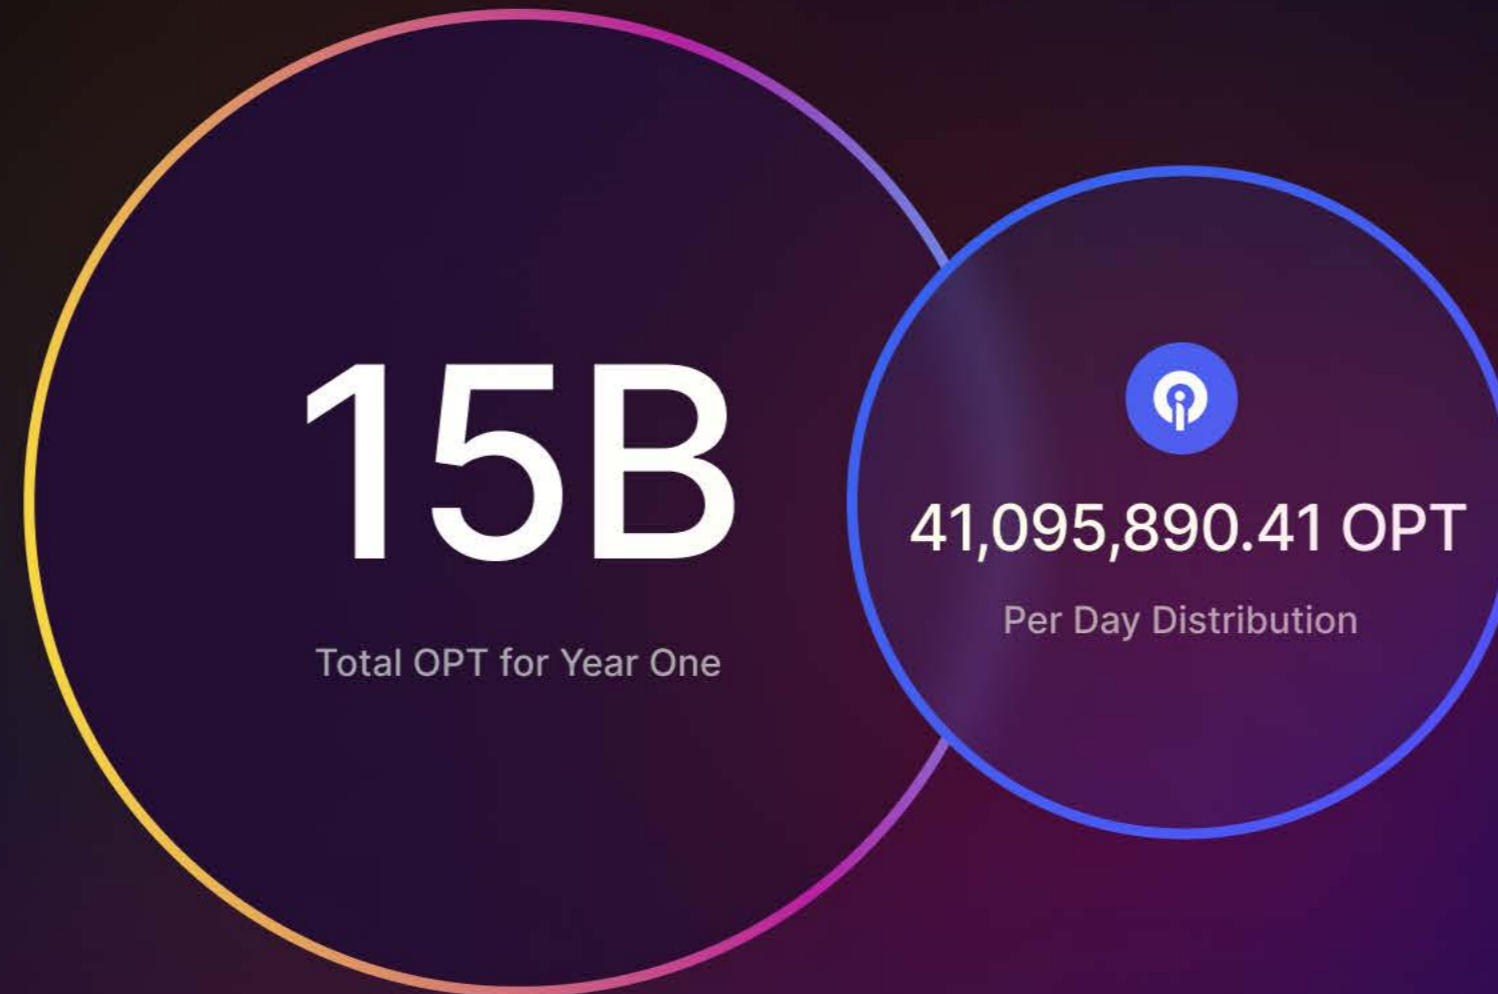 15B
Total OPT for Year One
41,095,890.41 OPT
Per Day Distribution